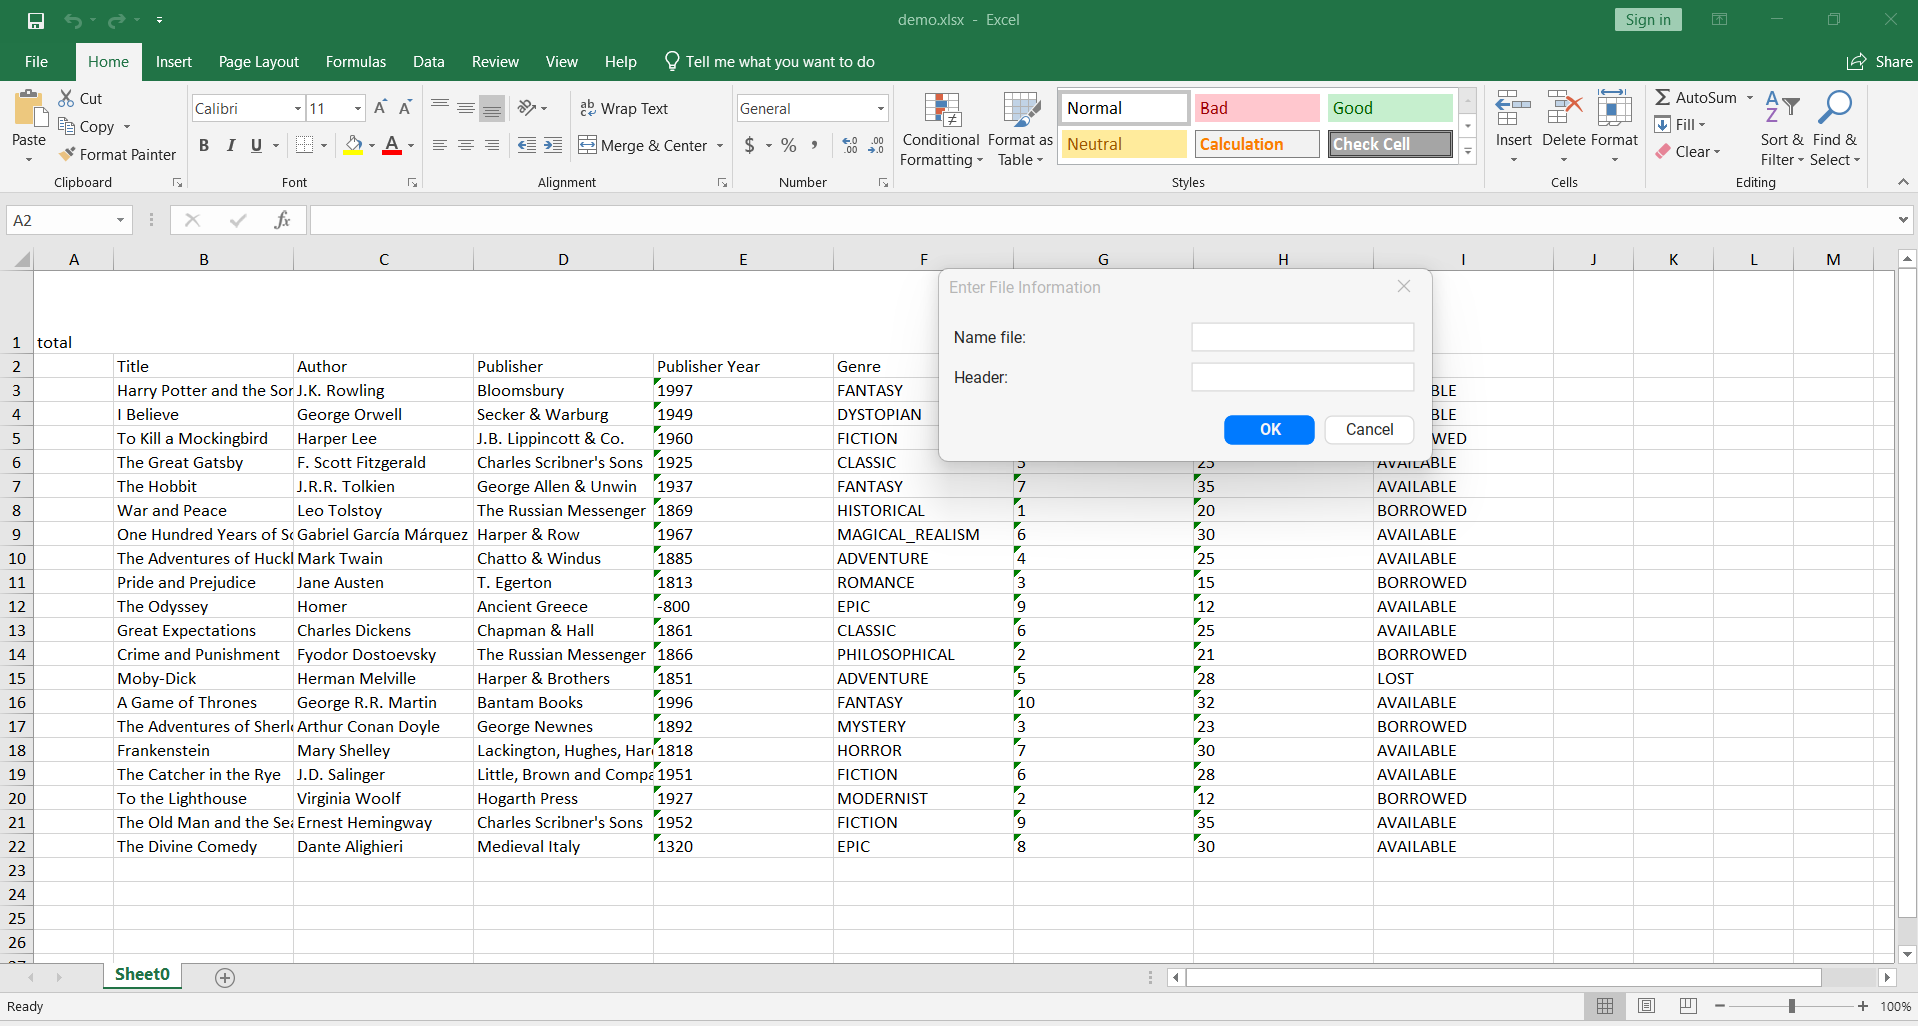 demo.xlsx - Excel
Sign in
File Home Insert Page Layout Formulas Data Review View Help Tell me what you want to do Share
Paste Cut Copy Format Painter Clipboard
Calibri 11 B I U A A A Font
ab Wrap Text Merge & Center Alignment
General $ % , Number
Conditional Formatting Format as Table
Normal Bad Good
Neutral Calculation Check Cell
Styles
Insert Delete Format Cells
AutoSum Fill Clear Sort & Filter Find & Select Editing
A2 fx
A B C D E F G H I J K L M
Enter File Information
Name file:
Header:
OK Cancel
1 total
2 Title Author Publisher Publisher Year Genre
3 Harry Potter and the Sor J.K. Rowling Bloomsbury 1997 FANTASY BLE
4 I Believe George Orwell Secker & Warburg 1949 DYSTOPIAN BLE
5 To Kill a Mockingbird Harper Lee J.B. Lippincott & Co. 1960 FICTION WED
6 The Great Gatsby F. Scott Fitzgerald Charles Scribner's Sons 1925 CLASSIC 5 25 AVAILABLE
7 The Hobbit J.R.R. Tolkien George Allen & Unwin 1937 FANTASY 7 35 AVAILABLE
8 War and Peace Leo Tolstoy The Russian Messenger 1869 HISTORICAL 1 20 BORROWED
9 One Hundred Years of So Gabriel García Márquez Harper & Row 1967 MAGICAL_REALISM 6 30 AVAILABLE
10 The Adventures of Huckl Mark Twain Chatto & Windus 1885 ADVENTURE 4 25 AVAILABLE
11 Pride and Prejudice Jane Austen T. Egerton 1813 ROMANCE 3 15 BORROWED
12 The Odyssey Homer Ancient Greece -800 EPIC 9 12 AVAILABLE
13 Great Expectations Charles Dickens Chapman & Hall 1861 CLASSIC 6 25 AVAILABLE
14 Crime and Punishment Fyodor Dostoevsky The Russian Messenger 1866 PHILOSOPHICAL 2 21 BORROWED
15 Moby-Dick Herman Melville Harper & Brothers 1851 ADVENTURE 5 28 LOST
16 A Game of Thrones George R.R. Martin Bantam Books 1996 FANTASY 10 32 AVAILABLE
17 The Adventures of Sherlo Arthur Conan Doyle George Newnes 1892 MYSTERY 3 23 BORROWED
18 Frankenstein Mary Shelley Lackington, Hughes, Har 1818 HORROR 7 30 AVAILABLE
19 The Catcher in the Rye J.D. Salinger Little, Brown and Compa 1951 FICTION 6 28 AVAILABLE
20 To the Lighthouse Virginia Woolf Hogarth Press 1927 MODERNIST 2 12 BORROWED
21 The Old Man and the Sea Ernest Hemingway Charles Scribner's Sons 1952 FICTION 9 35 AVAILABLE
22 The Divine Comedy Dante Alighieri Medieval Italy 1320 EPIC 8 30 AVAILABLE
23
24
25
26
Sheet0
Ready 100%